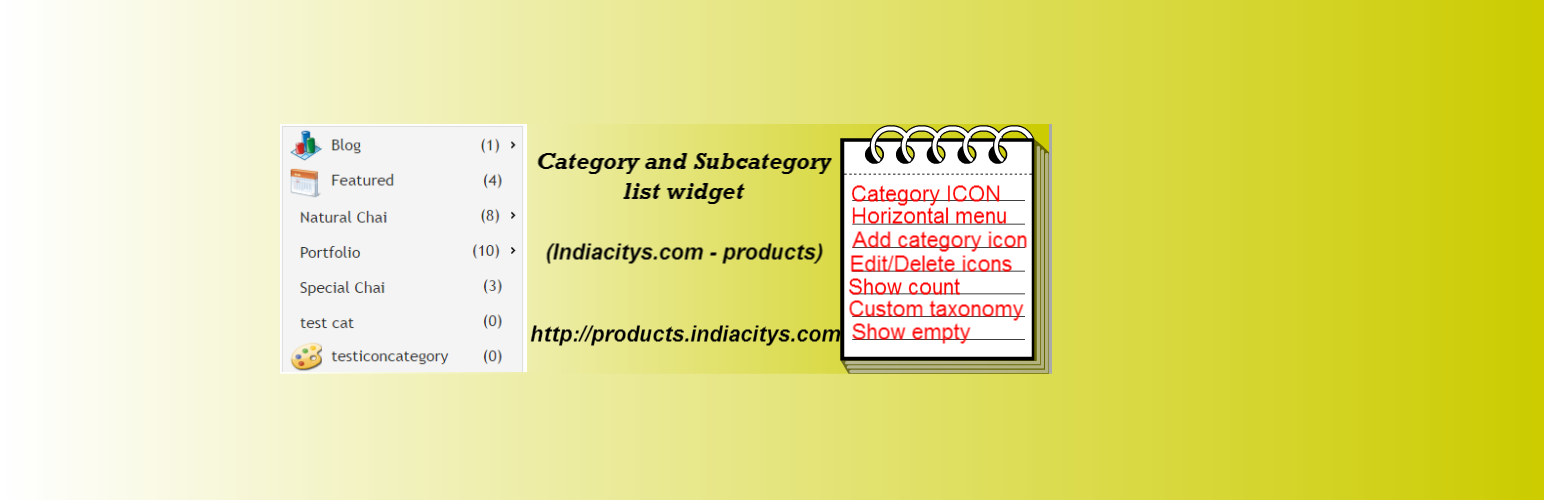 Blog (1)
Featured (4)
Natural Chai (8)
Portfolio (10)
Special Chai (3)
test cat (0)
testiconcategory (0)
Category and Subcategory
list widget
(Indiacitys.com - products)
http://products.indiacitys.com
Category ICON
Horizontal menu
Add category icon
Edit/Delete icons
Show count
Custom taxonomy
Show empty